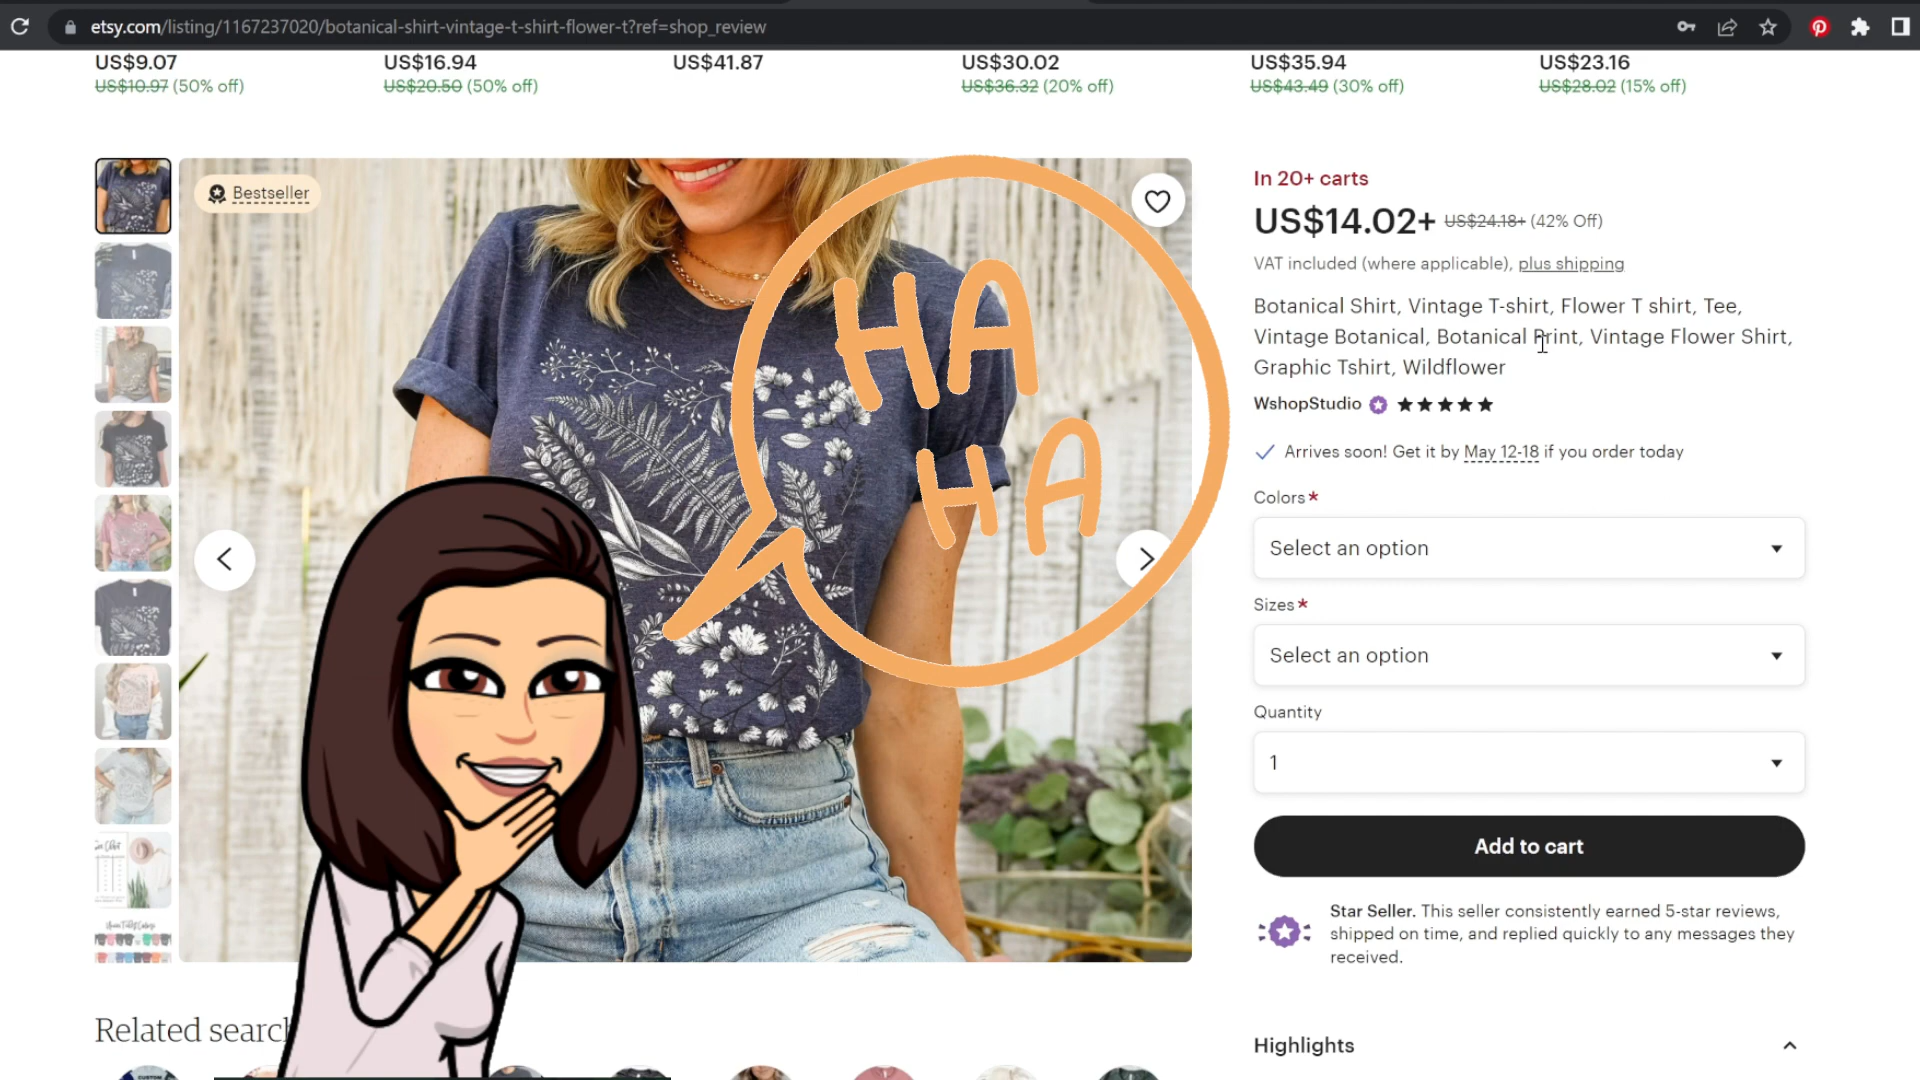 etsy.com/listing/1167237020/botanical-shirt-vintage-t-shirt-flower-t?ref=shop_review
US$9.07 US$16.94 US$41.87 US$30.02 US$35.94 US$23.16
US$10.97 (50% off) US$20.50 (50% off) US$36.32 (20% off) US$43.49 (30% off) US$28.02 (15% off)
Bestseller
HA
HA
In 20+ carts
US$14.02+ US$24.18+ (42% Off)
VAT included (where applicable), plus shipping
Botanical Shirt, Vintage T-shirt, Flower T shirt, Tee,
Vintage Botanical, Botanical Print, Vintage Flower Shirt,
Graphic Tshirt, Wildflower
WshopStudio
Arrives soon! Get it by May 12-18 if you order today
Colors*
Select an option
Sizes*
Select an option
Quantity
1
Add to cart
Star Seller. This seller consistently earned 5-star reviews,
shipped on time, and replied quickly to any messages they
received.
Related searc
Highlights